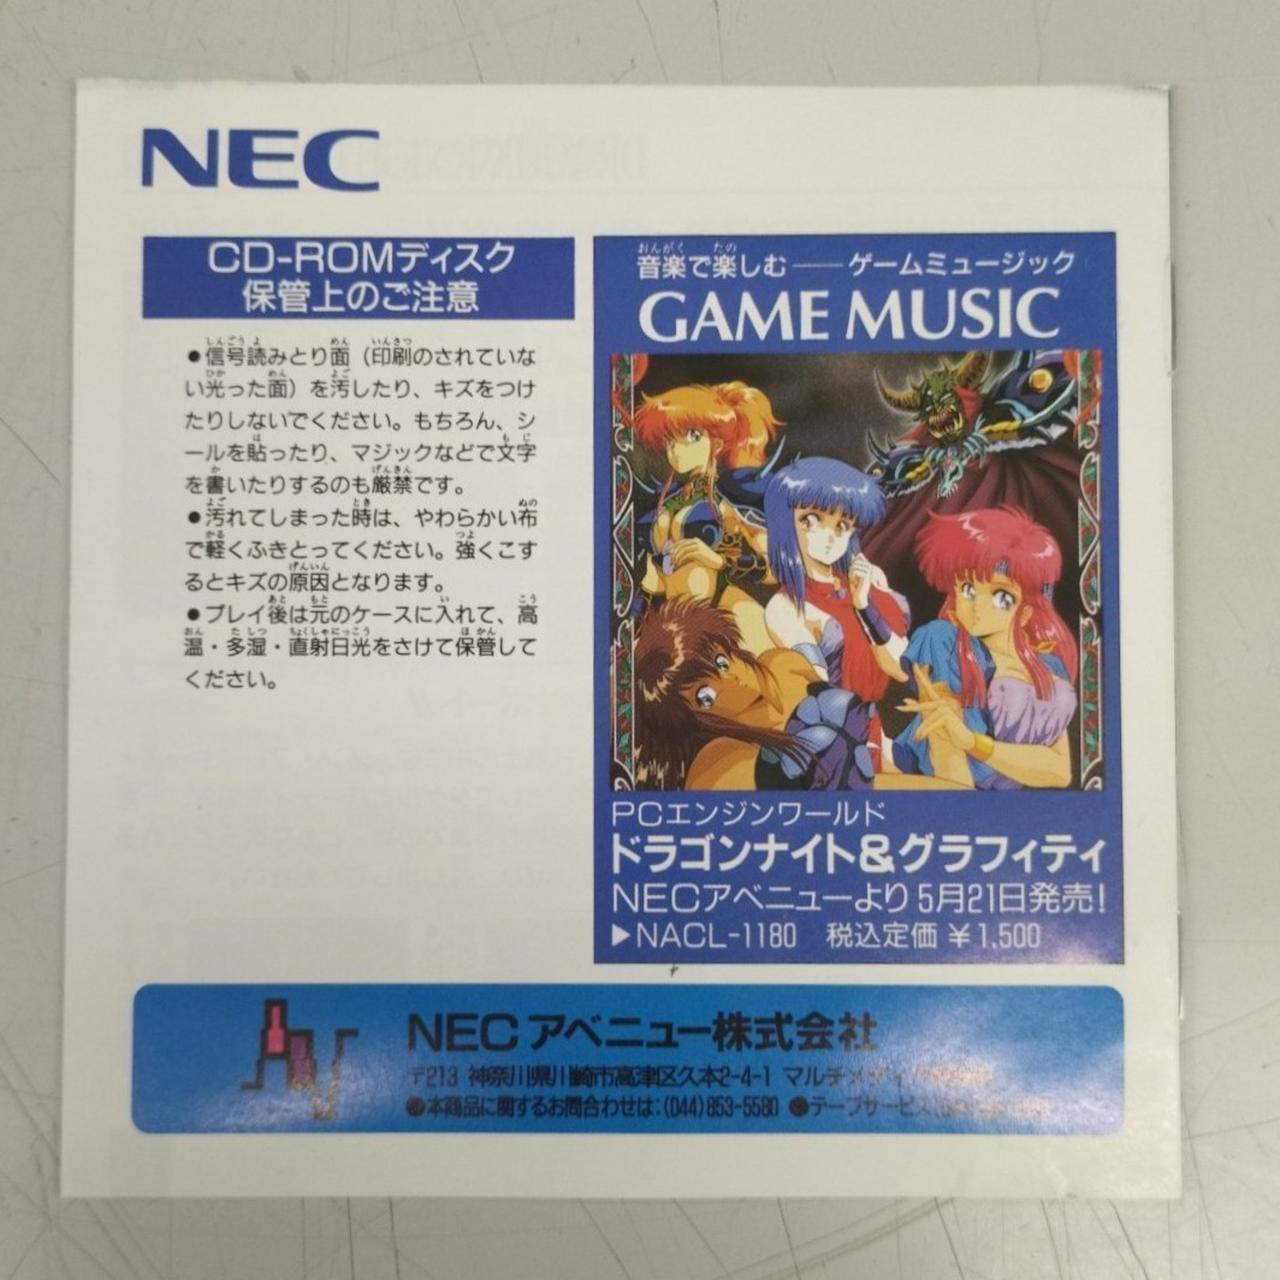 NEC
CD-ROMディスク
保管上のご注意
●信号読みとり面（印刷のされていな
い光った面）を汚したり、キズをつけ
たりしないでください。もちろん、シ
ールを貼ったり、マジックなどで文字
を書いたりするのも厳禁です。
●汚れてしまった時は、やわらかい布
で軽くふきとってください。強くこす
るとキズの原因となります。
●プレイ後は元のケースに入れて、高
温・多湿・直射日光をさけて保管して
ください。
音楽で楽しむ――ゲームミュージック
GAME MUSIC
PCエンジンワールド
ドラゴンナイト&グラフィティ
NECアベニューより5月21日発売!
▶NACL-1180 税込定価￥1,500
NECアベニュー株式会社
〒213 神奈川県川崎市高津区久本2-4-1
●本商品に関するお問合わせは：(044)853-5580 ●テープサービス